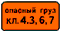 опасный груз
кл. 4.3, 6, 7